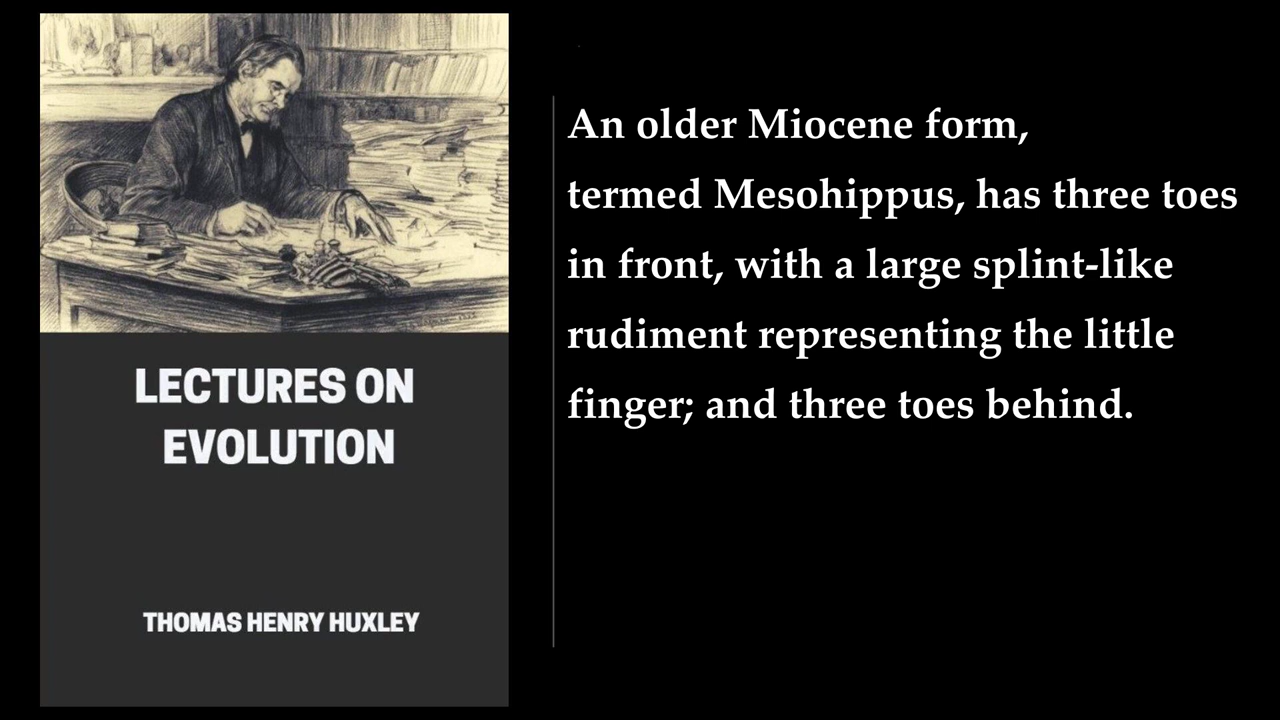 LECTURES ON
EVOLUTION
THOMAS HENRY HUXLEY
An older Miocene form,
termed Mesohippus, has three toes
in front, with a large splint-like
rudiment representing the little
finger; and three toes behind.